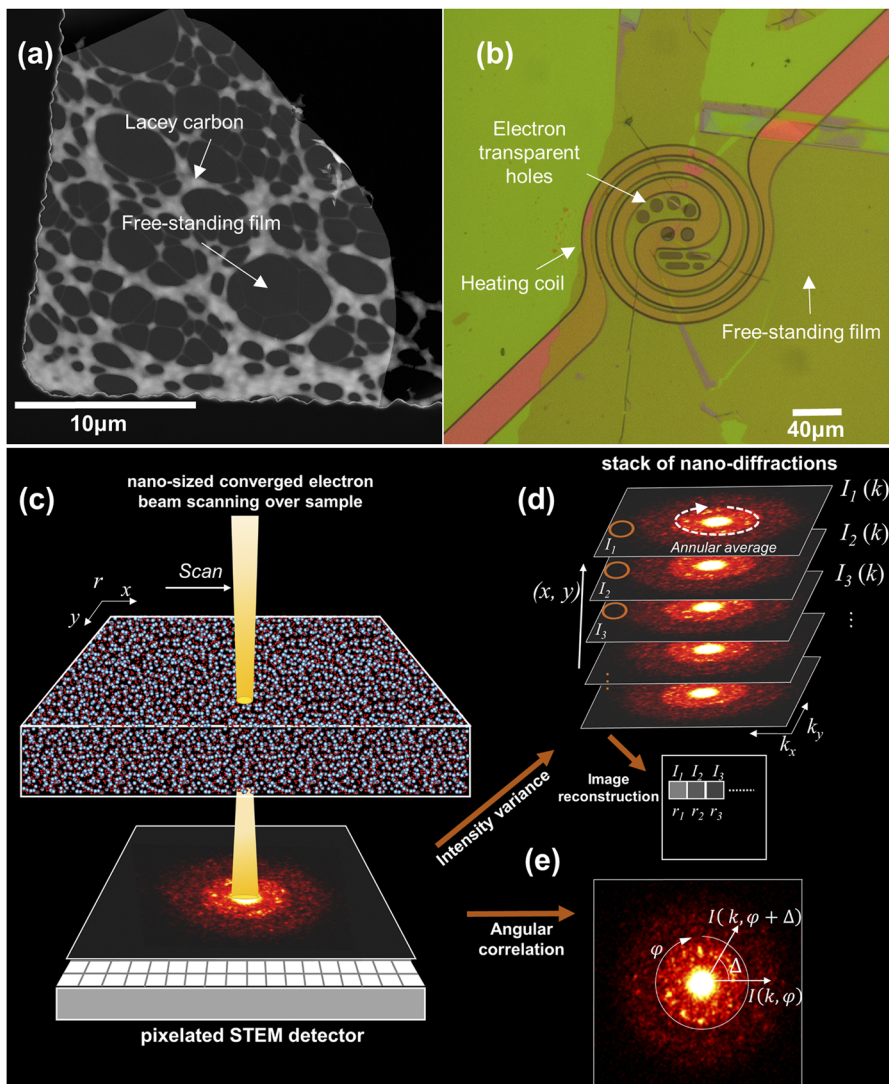 (a)
Lacey carbon
Free-standing film
10μm
(b)
Electron
transparent
holes
Heating coil
Free-standing film
40μm
(c)
nano-sized converged electron
beam scanning over sample
Scan
r
x
y
pixelated STEM detector
Intensity variance
Angular
correlation
(d)
stack of nano-diffractions
I₁ (k)
I₂ (k)
I₃ (k)
⋮
I₁
Annular average
I₂
I₃
(x, y)
kₓ
k_y
Image
reconstruction
I₁ I₂ I₃
r₁ r₂ r₃
(e)
I(k, φ + Δ)
φ
Δ
I(k, φ)